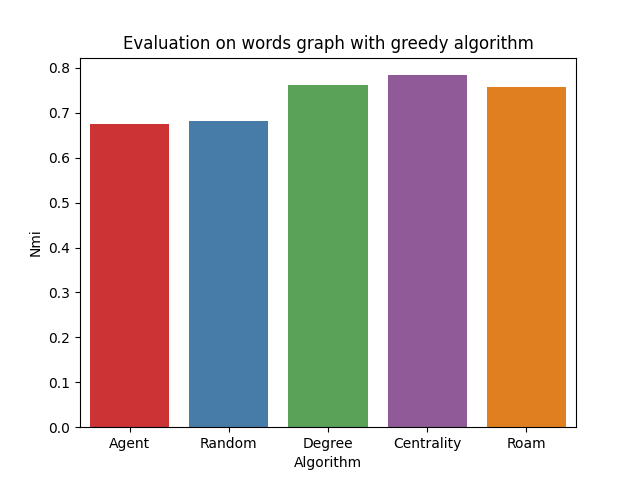 Evaluation on words graph with greedy algorithm
0.8
0.7
0.6
0.5
0.4
0.3
0.2
0.1
0.0
Nmi
Agent Random Degree Centrality Roam
Algorithm